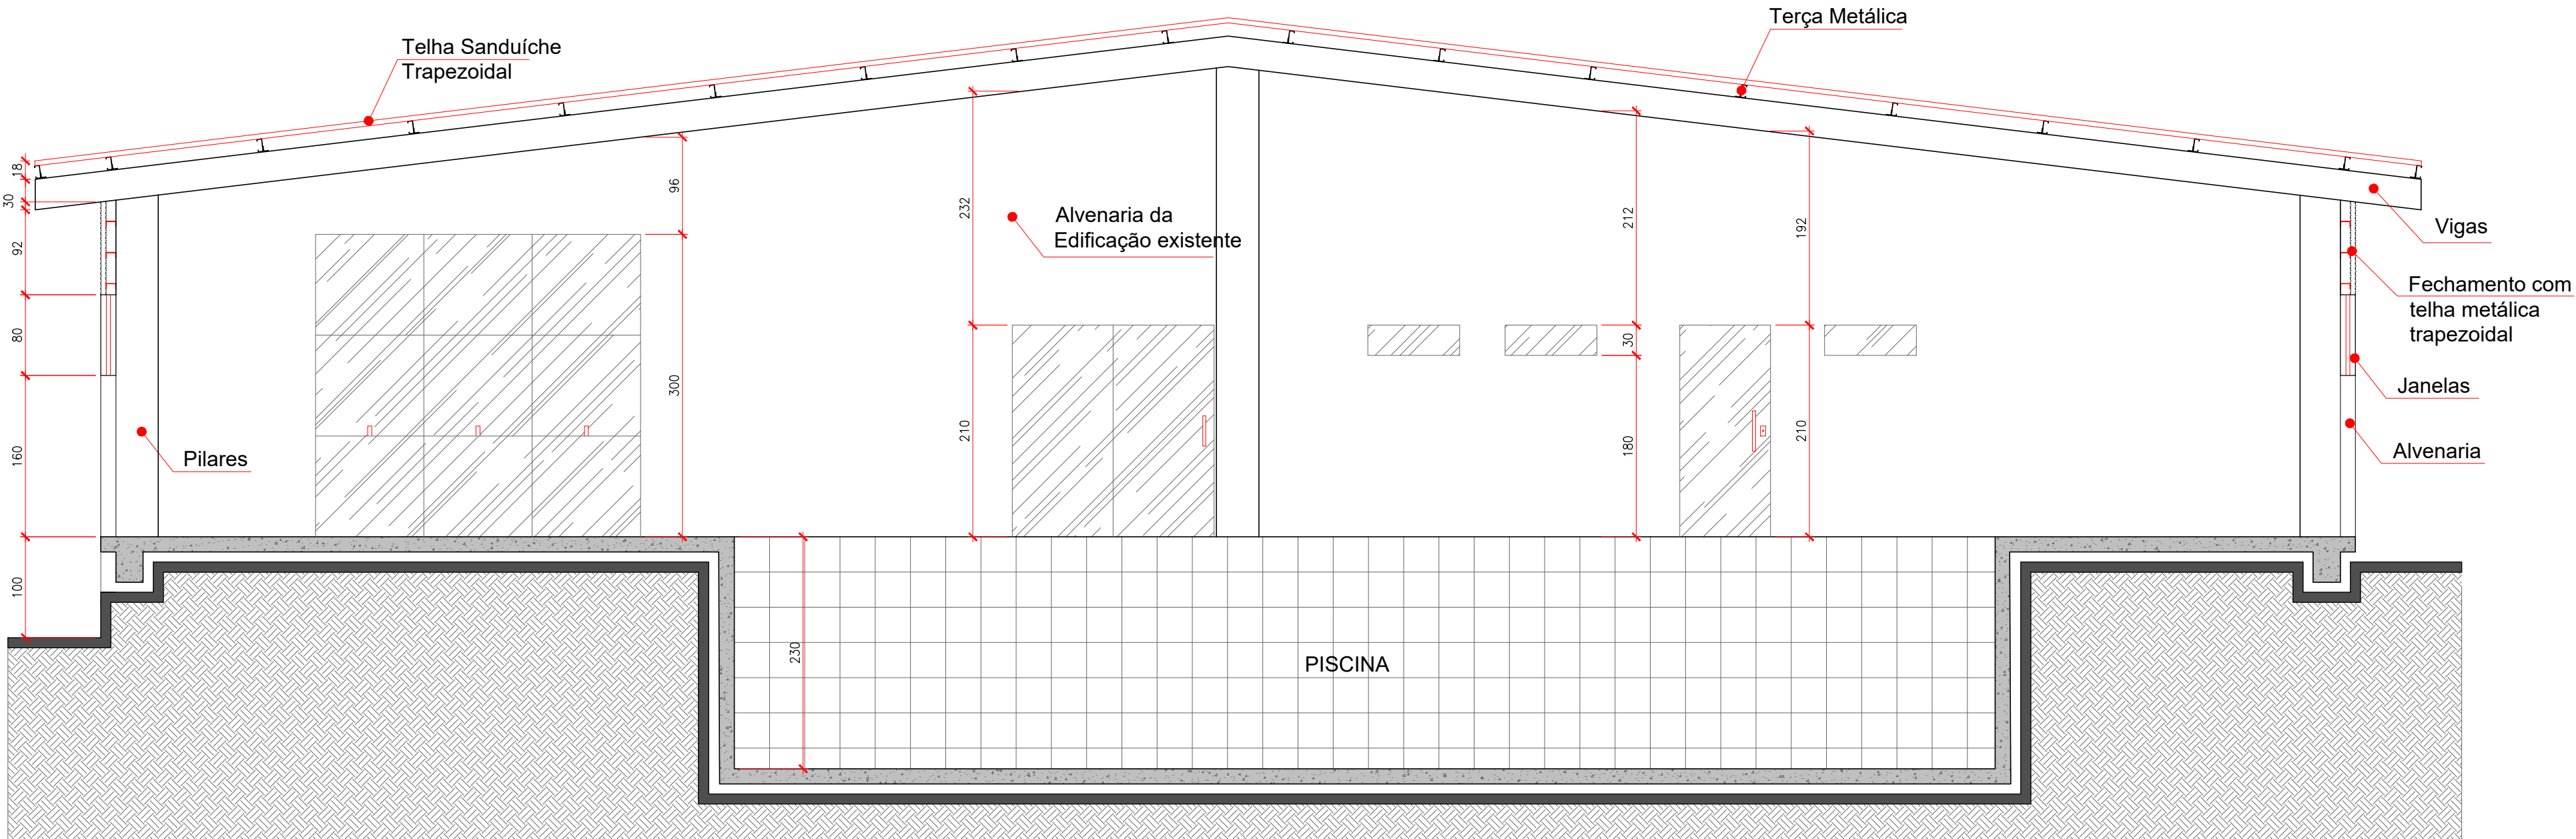 Terça Metálica
Telha Sanduíche
Trapezoidal
18
30
92
80
160
100
96
300
232
210
Alvenaria da
Edificação existente
212
30
180
192
210
Vigas
Fechamento com
telha metálica
trapezoidal
Janelas
Alvenaria
Pilares
230
PISCINA